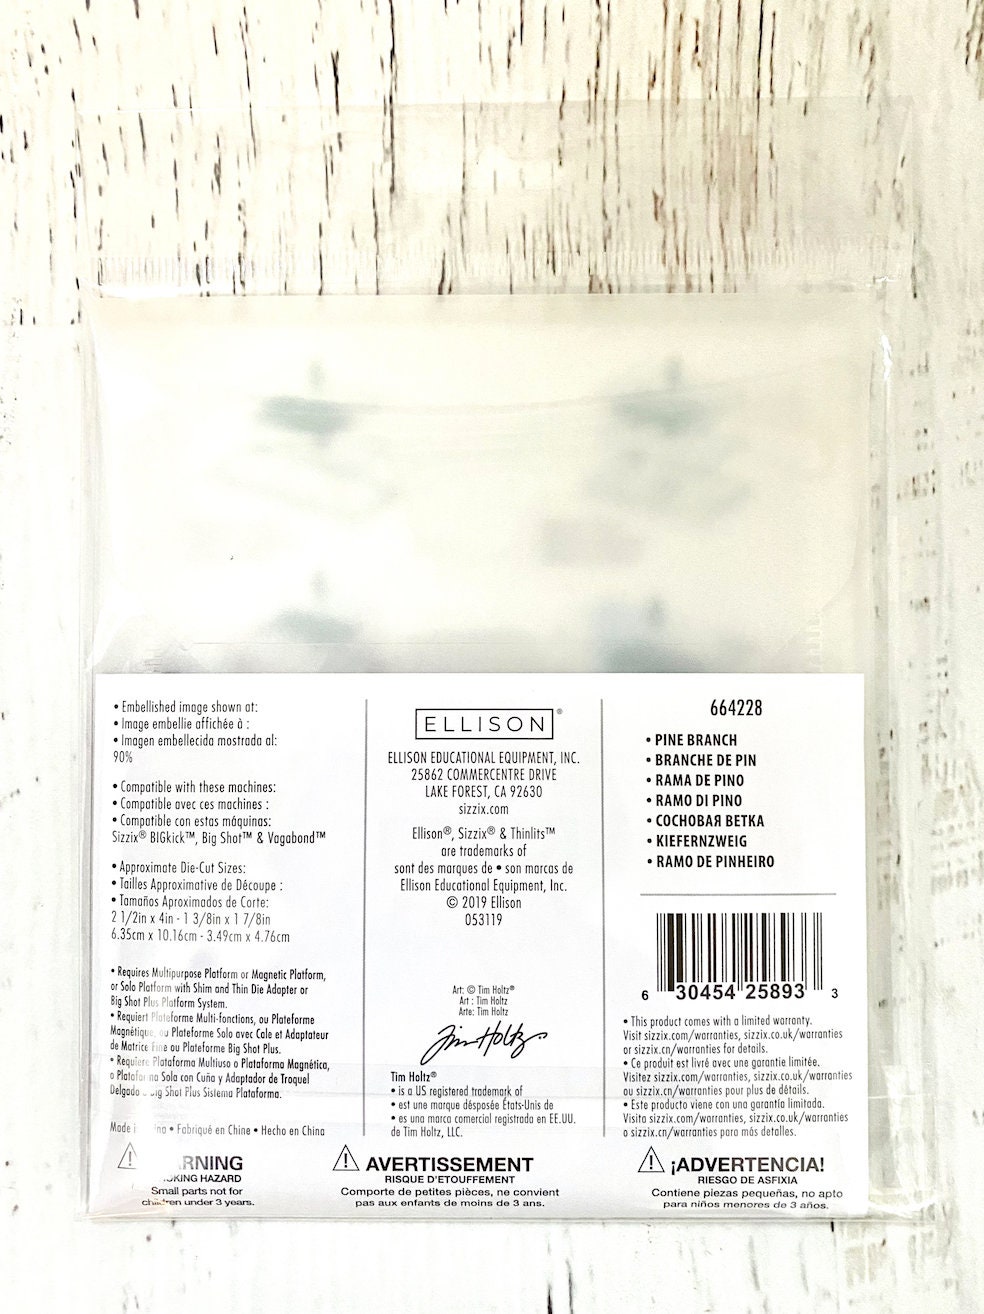 • Embellished image shown at:
• Image embellie affichée à :
• Imagen embellecida mostrada al:
90%
• Compatible with these machines:
• Compatible avec ces machines :
• Compatible con estas máquinas:
Sizzix® BIGkick™, Big Shot™ & Vagabond™
• Approximate Die-Cut Sizes:
• Tailles Approximative de Découpe :
• Tamaños Aproximados de Corte:
2 1/2in x 4in - 1 3/8in x 1 7/8in
6.35cm x 10.16cm - 3.49cm x 4.76cm
• Requires Multipurpose Platform or Magnetic Platform,
or Solo Platform with Shim and Thin Die Adapter or
Big Shot Plus Platform System.
• Requiert Plateforme Multi-fonctions, ou Plateforme
Magnétique, ou Plateforme Solo avec Cale et Adaptateur
de Matrice Fine ou Plateforme Big Shot Plus.
• Requiere Plataforma Multiuso o Plataforma Magnética,
o Plataforma Solo con Cuña y Adaptador de Troquel
Delgado o Big Shot Plus Sistema Plataforma.
Made in China • Fabriqué en Chine • Hecho en China
ELLISON®
ELLISON EDUCATIONAL EQUIPMENT, INC.
25862 COMMERCENTRE DRIVE
LAKE FOREST, CA 92630
sizzix.com
Ellison®, Sizzix® & Thinlits™
are trademarks of
sont des marques de • son marcas de
Ellison Educational Equipment, Inc.
© 2019 Ellison
053119
Art: © Tim Holtz®
Art : Tim Holtz
Arte: Tim Holtz
Tim Holtz
Tim Holtz®
• is a US registered trademark of
• est une marque désposée États-Unis de
• es una marca comercial registrada en EE.UU.
de Tim Holtz, LLC.
664228
• PINE BRANCH
• BRANCHE DE PIN
• RAMA DE PINO
• RAMO DI PINO
• СОСНОВАЯ ВЕТКА
• KIEFERNZWEIG
• RAMO DE PINHEIRO
6 30454 25893 3
• This product comes with a limited warranty.
Visit sizzix.com/warranties, sizzix.co.uk/warranties
or sizzix.cn/warranties for details.
• Ce produit est livré avec une garantie limitée.
Visitez sizzix.com/warranties, sizzix.co.uk/warranties
ou sizzix.cn/warranties pour plus de détails.
• Este producto viene con una garantía limitada.
Visita sizzix.com/warranties, sizzix.co.uk/warranties
o sizzix.cn/warranties para más detalles.
WARNING
CHOKING HAZARD
Small parts not for
children under 3 years.
AVERTISSEMENT
RISQUE D'ETOUFFEMENT
Comporte de petites pièces, ne convient
pas aux enfants de moins de 3 ans.
¡ADVERTENCIA!
RIESGO DE ASFIXIA
Contiene piezas pequeñas, no apto
para niños menores de 3 años.